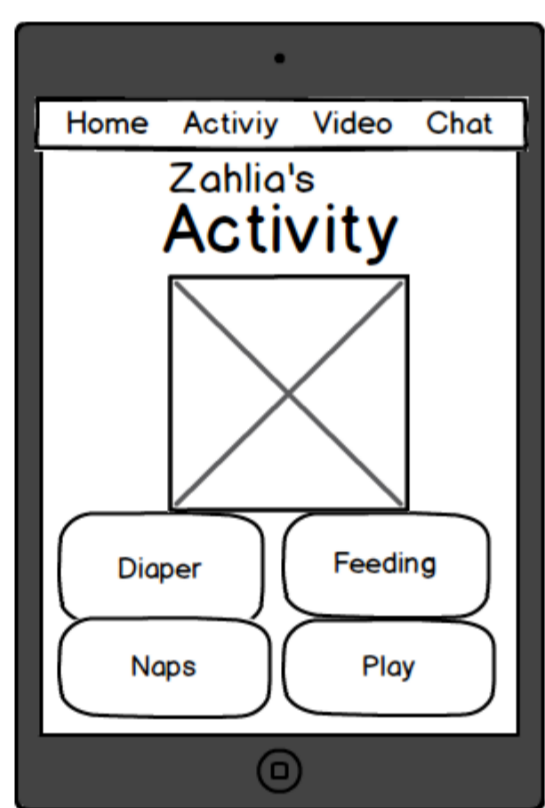 Home Activiy Video Chat
Zahlia's
Activity
Diaper Feeding
Naps Play